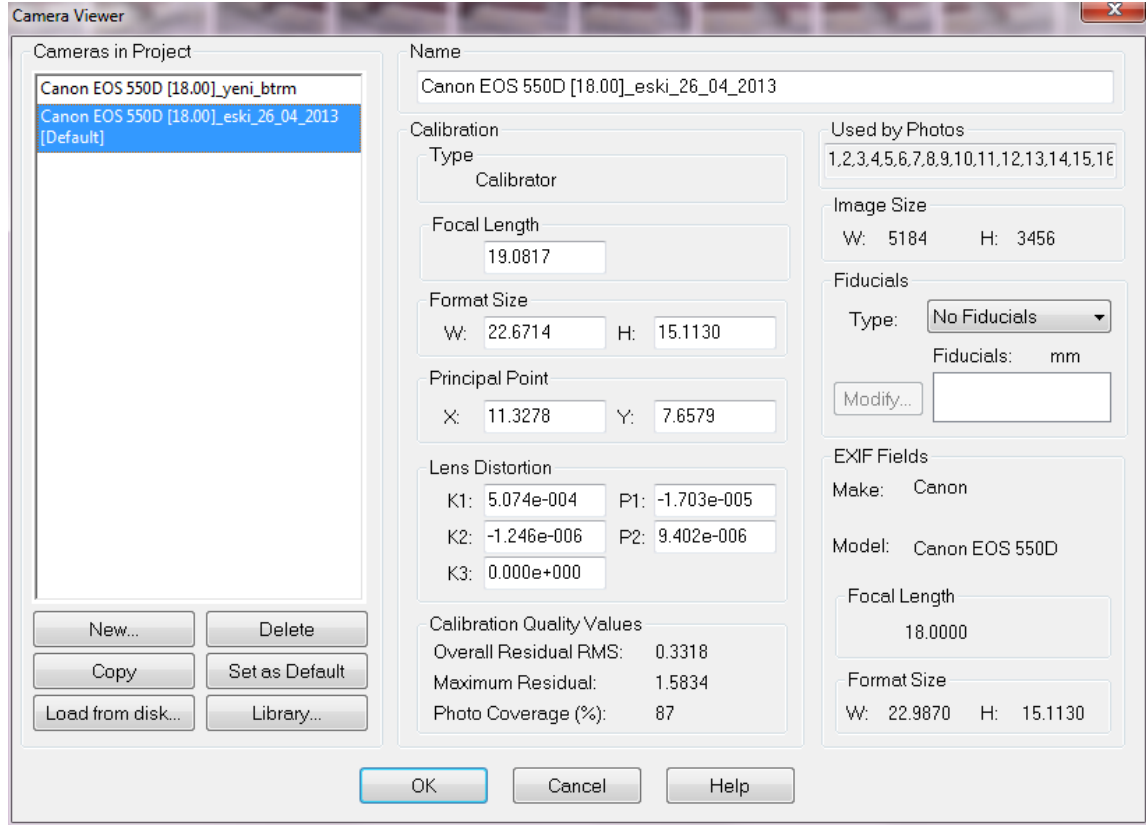 Camera Viewer
x
Cameras in Project
Canon EOS 550D [18.00]_yeni_btrm
Canon EOS 550D [18.00]_eski_26_04_2013
[Default]
New...
Delete
Copy
Set as Default
Load from disk...
Library...
Name
Canon EOS 550D [18.00]_eski_26_04_2013
Calibration
Type
Calibrator
Focal Length
19.0817
Format Size
W: 22.6714 H: 15.1130
Principal Point
X: 11.3278 Y: 7.6579
Lens Distortion
K1: 5.074e-004 P1: -1.703e-005
K2: -1.246e-006 P2: 9.402e-006
K3: 0.000e+000
Calibration Quality Values
Overall Residual RMS: 0.3318
Maximum Residual: 1.5834
Photo Coverage (%): 87
Used by Photos
1,2,3,4,5,6,7,8,9,10,11,12,13,14,15,16
Image Size
W: 5184 H: 3456
Fiducials
Type: No Fiducials
Fiducials: mm
Modify...
EXIF Fields
Make: Canon
Model: Canon EOS 550D
Focal Length
18.0000
Format Size
W: 22.9870 H: 15.1130
OK
Cancel
Help